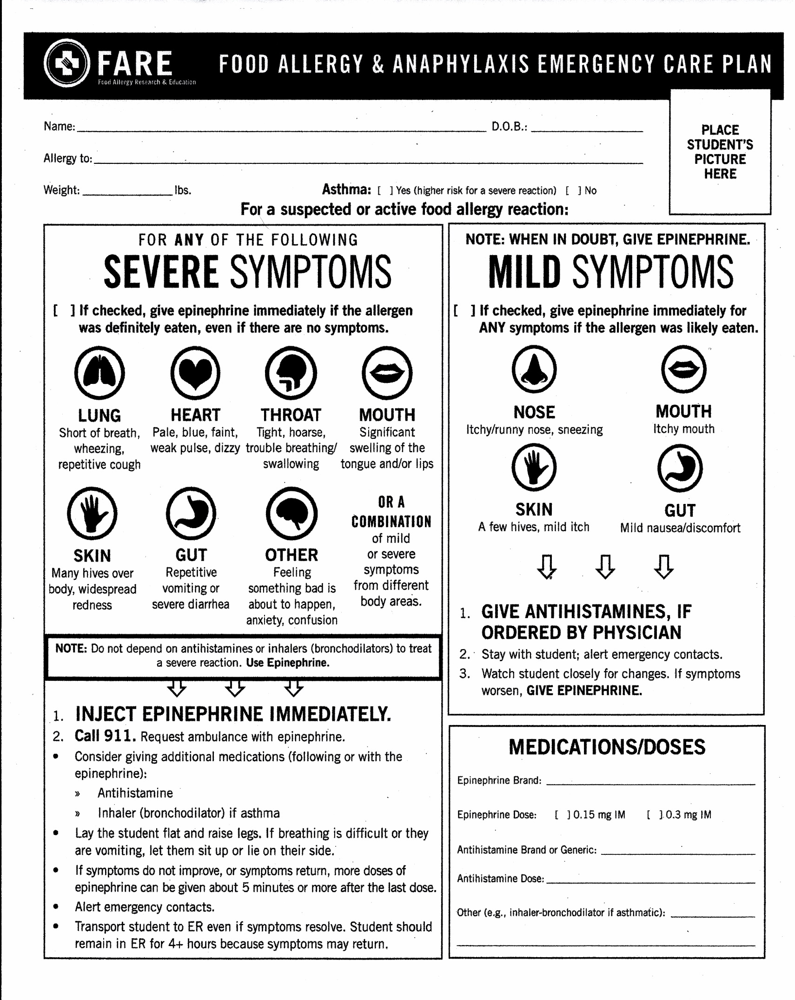 FARE
Food Allergy Research & Education
FOOD ALLERGY & ANAPHYLAXIS EMERGENCY CARE PLAN
Name: D.O.B.:
Allergy to:
Weight: lbs. Asthma: [ ] Yes (higher risk for a severe reaction) [ ] No
PLACE
STUDENT'S
PICTURE
HERE
For a suspected or active food allergy reaction:
FOR ANY OF THE FOLLOWING
SEVERE SYMPTOMS
[ ] If checked, give epinephrine immediately if the allergen
was definitely eaten, even if there are no symptoms.
LUNG
Short of breath,
wheezing,
repetitive cough
HEART
Pale, blue, faint,
weak pulse, dizzy
THROAT
Tight, hoarse,
trouble breathing/
swallowing
MOUTH
Significant
swelling of the
tongue and/or lips
SKIN
Many hives over
body, widespread
redness
GUT
Repetitive
vomiting or
severe diarrhea
OTHER
Feeling
something bad is
about to happen,
anxiety, confusion
OR A
COMBINATION
of mild
or severe
symptoms
from different
body areas.
NOTE: Do not depend on antihistamines or inhalers (bronchodilators) to treat
a severe reaction. Use Epinephrine.
1. INJECT EPINEPHRINE IMMEDIATELY.
2. Call 911. Request ambulance with epinephrine.
• Consider giving additional medications (following or with the
epinephrine):
» Antihistamine
» Inhaler (bronchodilator) if asthma
• Lay the student flat and raise legs. If breathing is difficult or they
are vomiting, let them sit up or lie on their side.
• If symptoms do not improve, or symptoms return, more doses of
epinephrine can be given about 5 minutes or more after the last dose.
• Alert emergency contacts.
• Transport student to ER even if symptoms resolve. Student should
remain in ER for 4+ hours because symptoms may return.
NOTE: WHEN IN DOUBT, GIVE EPINEPHRINE.
MILD SYMPTOMS
[ ] If checked, give epinephrine immediately for
ANY symptoms if the allergen was likely eaten.
NOSE
Itchy/runny nose, sneezing
MOUTH
Itchy mouth
SKIN
A few hives, mild itch
GUT
Mild nausea/discomfort
1. GIVE ANTIHISTAMINES, IF
ORDERED BY PHYSICIAN
2. Stay with student; alert emergency contacts.
3. Watch student closely for changes. If symptoms
worsen, GIVE EPINEPHRINE.
MEDICATIONS/DOSES
Epinephrine Brand:
Epinephrine Dose: [ ] 0.15 mg IM [ ] 0.3 mg IM
Antihistamine Brand or Generic:
Antihistamine Dose:
Other (e.g., inhaler-bronchodilator if asthmatic):